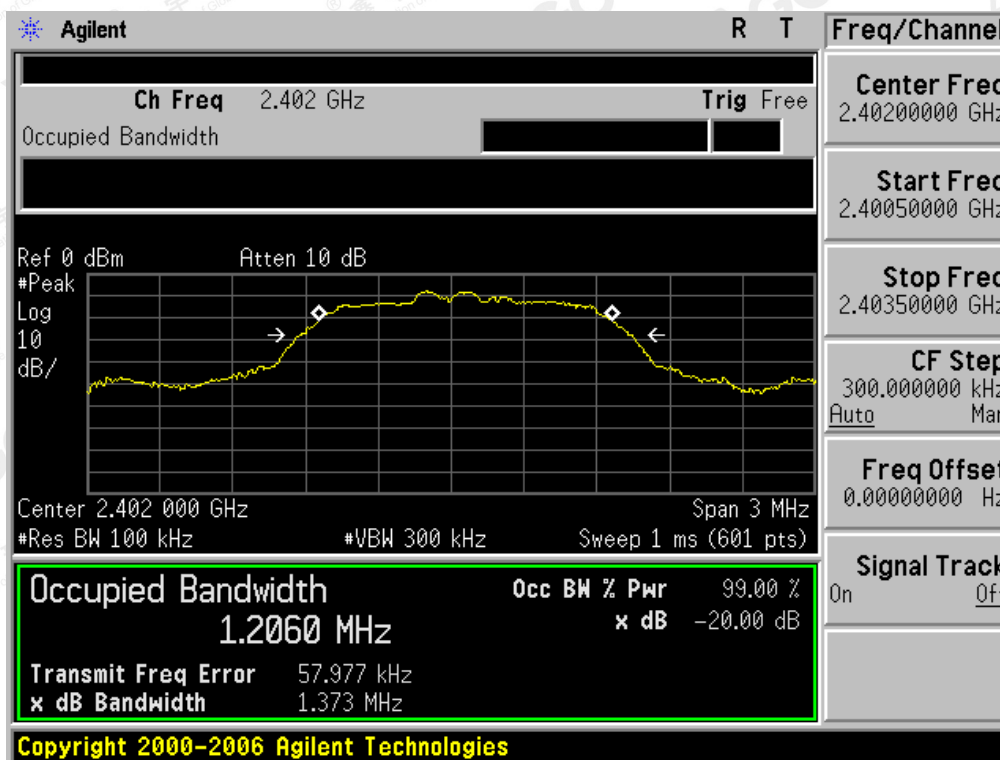 Agilent R T
Freq/Channel
Ch Freq 2.402 GHz Trig Free
Occupied Bandwidth
Center Freq
2.40200000 GHz
Start Freq
2.40050000 GHz
Stop Freq
2.40350000 GHz
CF Step
300.000000 kHz
Auto Man
Freq Offset
0.00000000 Hz
Signal Track
On Off
Ref 0 dBm Atten 10 dB
#Peak
Log
10
dB/
Center 2.402 000 GHz Span 3 MHz
#Res BW 100 kHz #VBW 300 kHz Sweep 1 ms (601 pts)
Occupied Bandwidth
1.2060 MHz
Occ BW % Pwr 99.00 %
x dB -20.00 dB
Transmit Freq Error 57.977 kHz
x dB Bandwidth 1.373 MHz
Copyright 2000-2006 Agilent Technologies